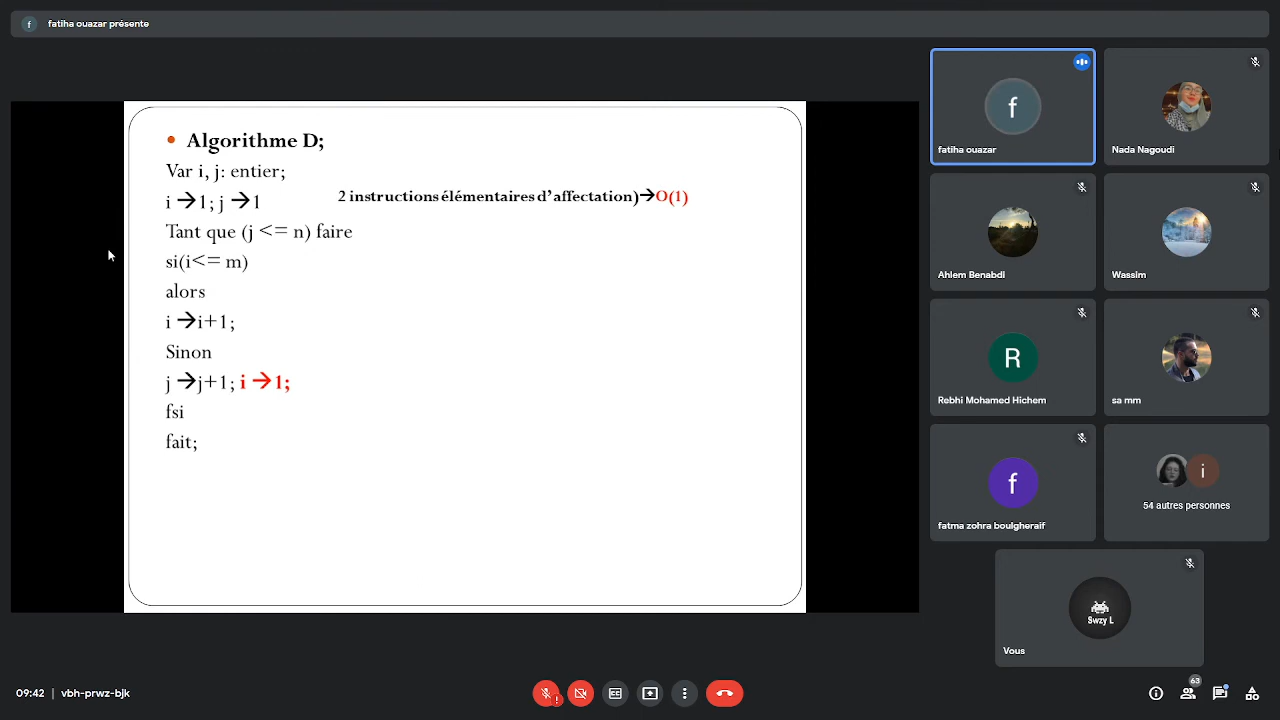 f fatiha ouazar présente
Algorithme D;
Var i, j: entier;
i →1; j →1
2 instructions élémentaires d'affectation)→O(1)
Tant que (j <= n) faire
si(i<= m)
alors
i →i+1;
Sinon
j →j+1; i →1;
fsi
fait;
f
fatiha ouazar
Nada Nagoudi
Ahlem Benabdi
Wassim
R
Rebhi Mohamed Hichem
sa mm
f
fatma zohra boulgheraif
i
54 autres personnes
Swzy L
Vous
09:42 | vbh-prwz-bjk
63